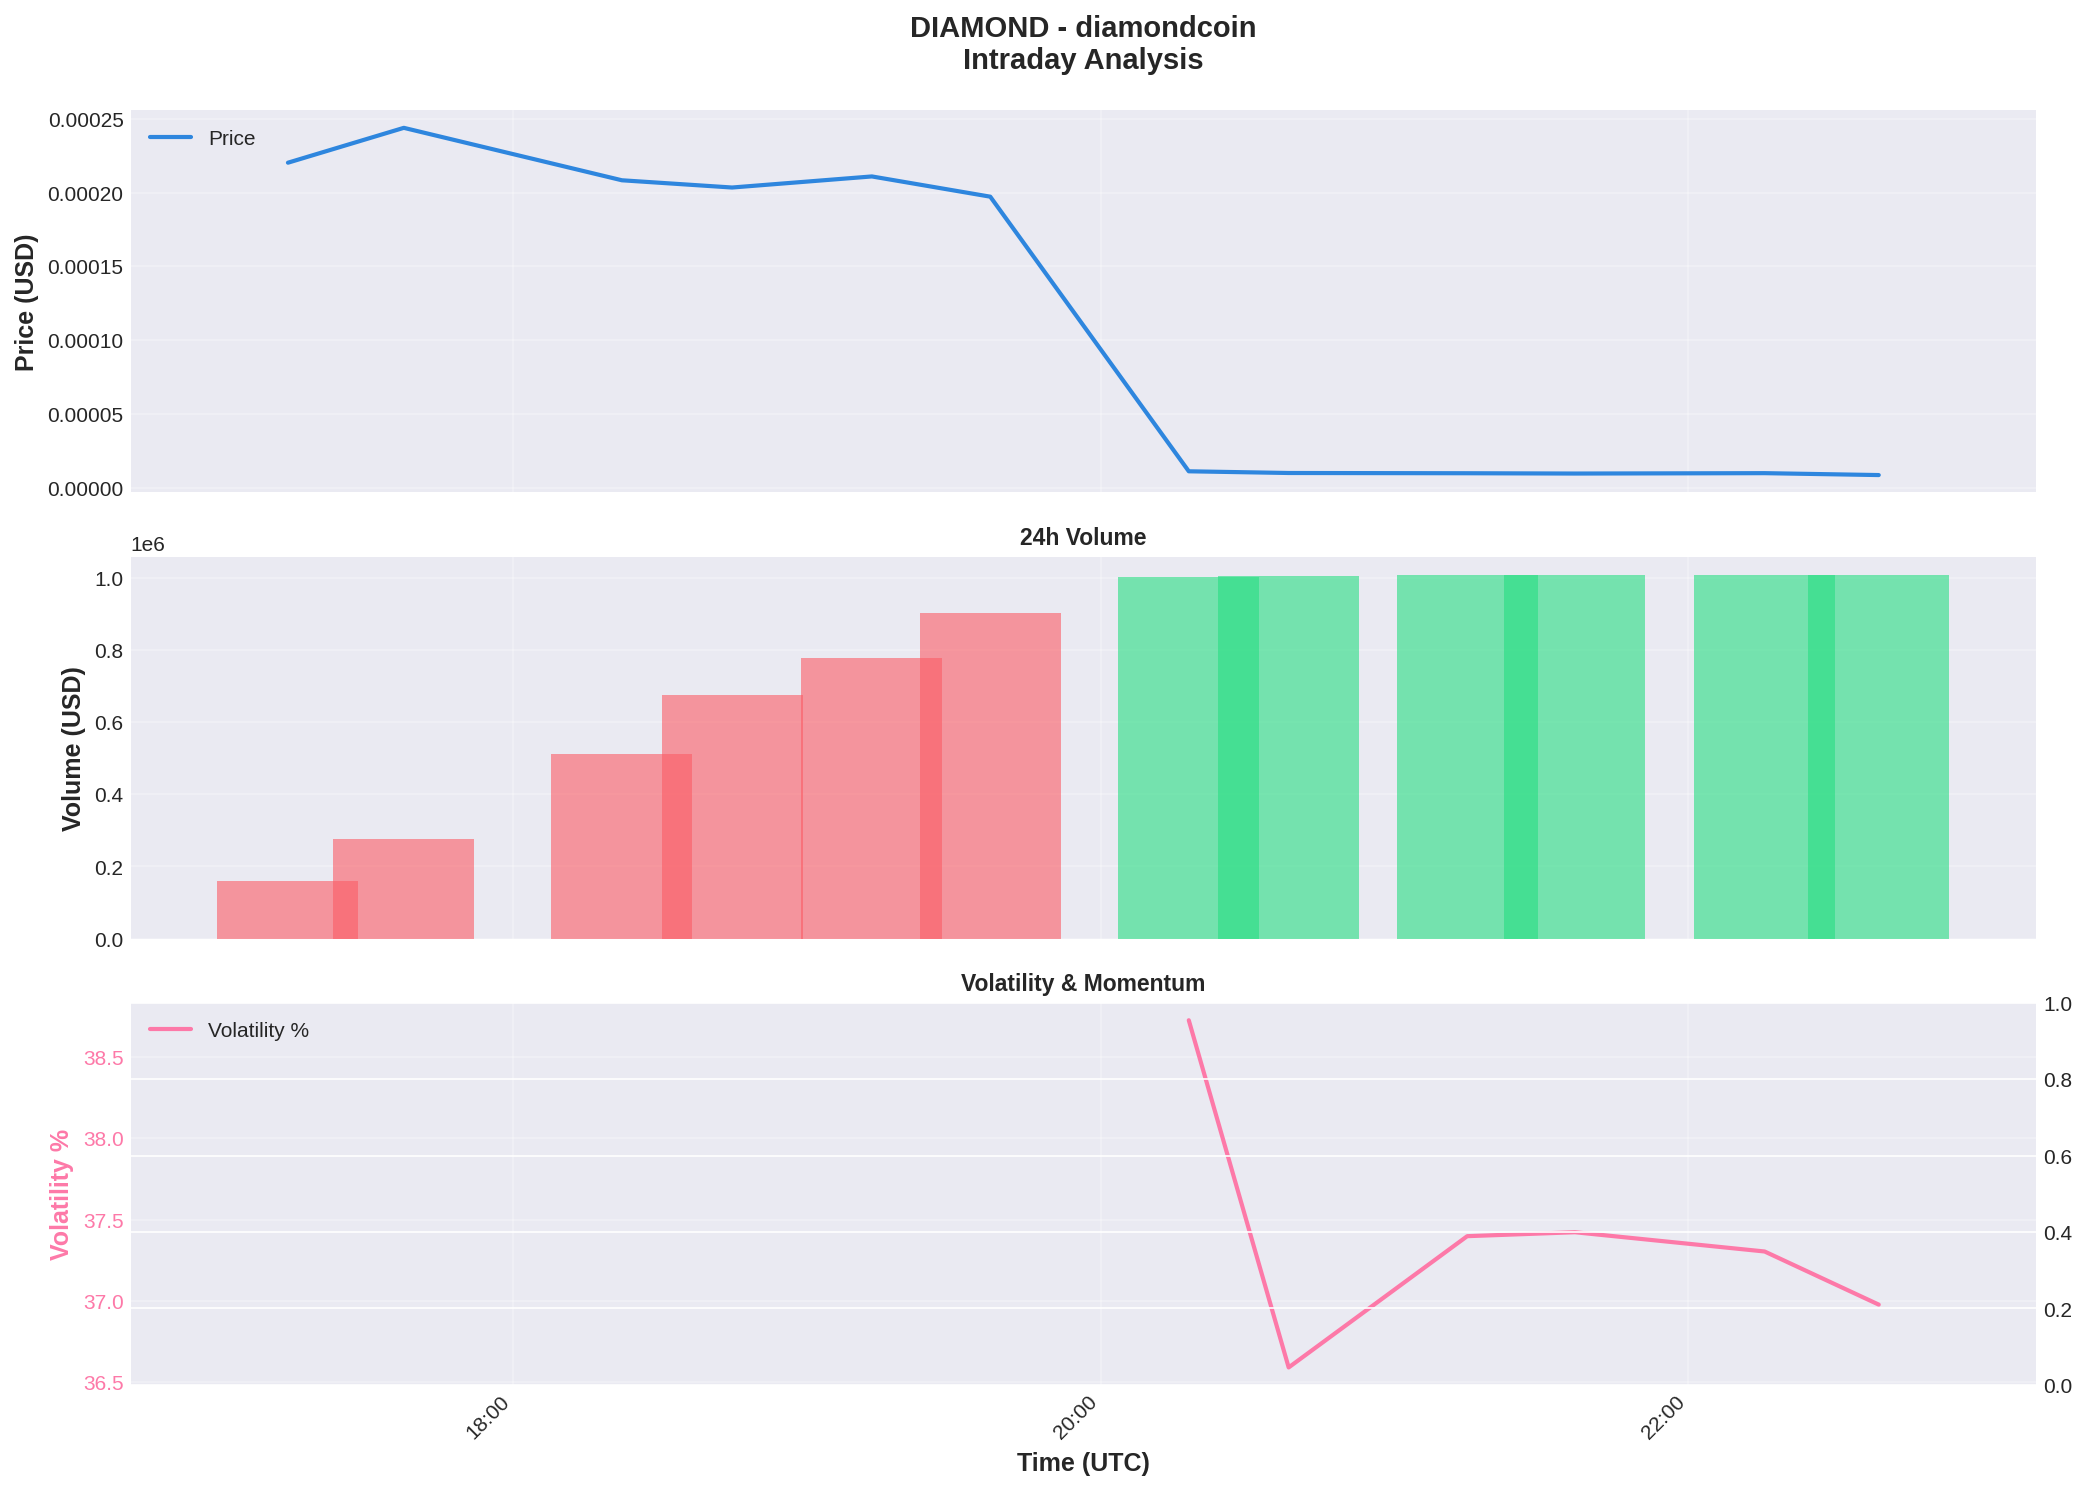 DIAMOND - diamondcoin
Intraday Analysis
Price (USD)
0.00025
0.00020
0.00015
0.00010
0.00005
0.00000
Price
24h Volume
1e6
Volume (USD)
1.0
0.8
0.6
0.4
0.2
0.0
Volatility & Momentum
Volatility %
38.5
38.0
37.5
37.0
36.5
Volatility %
1.0
0.8
0.6
0.4
0.2
0.0
18:00
20:00
22:00
Time (UTC)